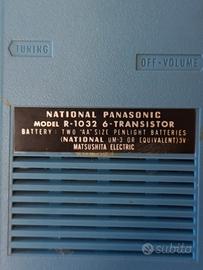 TUNING
OFF-VOLUME
NATIONAL PANASONIC
MODEL R-1032 6-TRANSISTOR
BATTERY: TWO "AA" SIZE PENLIGHT BATTERIES
(NATIONAL UM-3 OR EQUIVALENT) 3V
MATSUSHITA ELECTRIC
subito